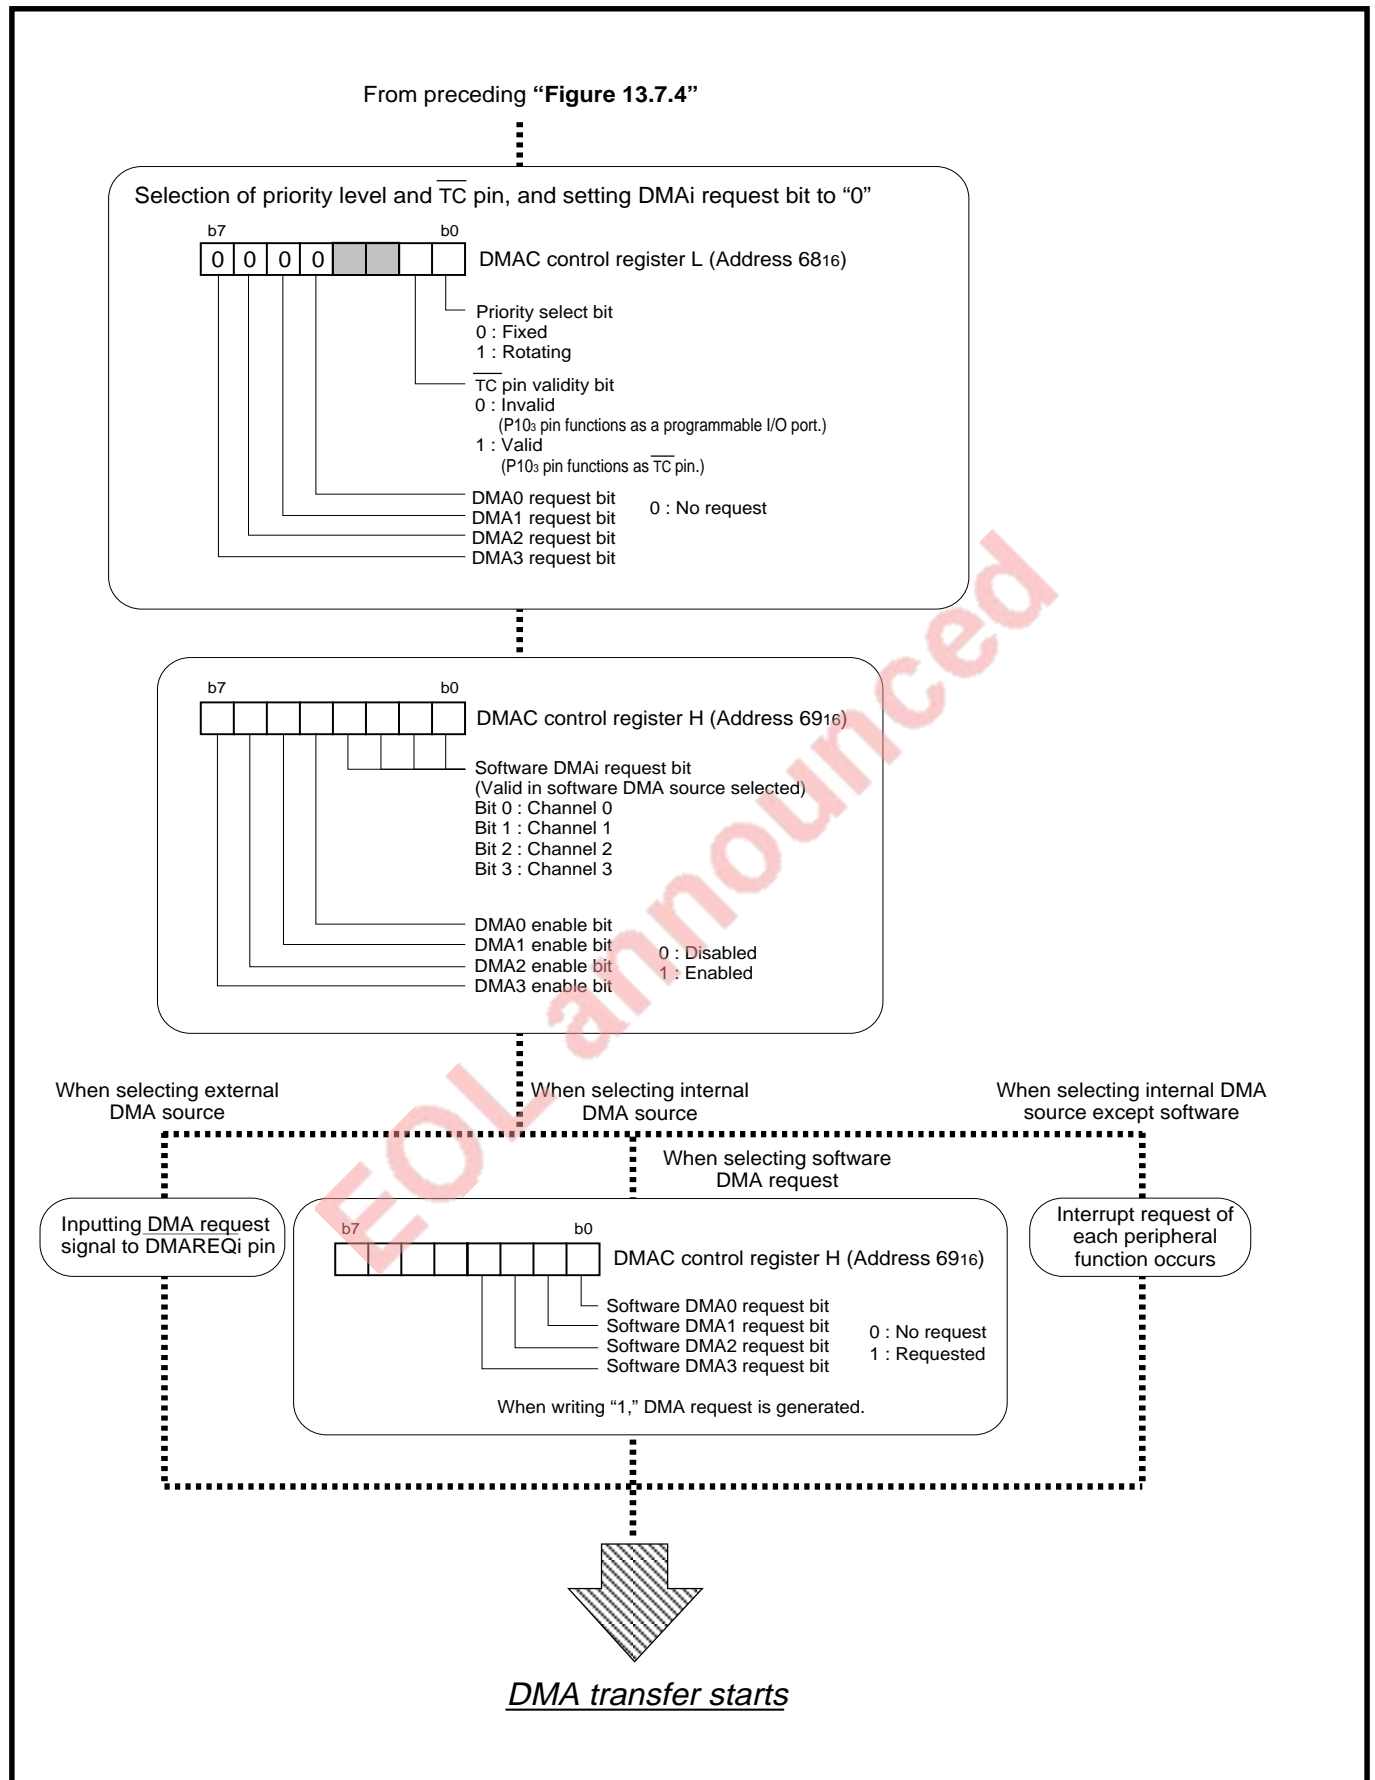 From preceding “Figure 13.7.4”
Selection of priority level and TC pin, and setting DMAi request bit to “0”
b7 b0
0 0 0 0 DMAC control register L (Address 6816)
Priority select bit
0 : Fixed
1 : Rotating
TC pin validity bit
0 : Invalid
(P103 pin functions as a programmable I/O port.)
1 : Valid
(P103 pin functions as TC pin.)
DMA0 request bit
0 : No request
DMA1 request bit
DMA2 request bit
DMA3 request bit
b7 b0
DMAC control register H (Address 6916)
Software DMAi request bit
(Valid in software DMA source selected)
Bit 0 : Channel 0
Bit 1 : Channel 1
Bit 2 : Channel 2
Bit 3 : Channel 3
DMA0 enable bit
DMA1 enable bit
0 : Disabled
DMA2 enable bit
1 : Enabled
DMA3 enable bit
When selecting external
DMA source
When selecting internal
DMA source
When selecting internal DMA
source except software
When selecting software
DMA request
Inputting DMA request
signal to DMAREQi pin
b7 b0
DMAC control register H (Address 6916)
Software DMA0 request bit
Software DMA1 request bit
0 : No request
Software DMA2 request bit
1 : Requested
Software DMA3 request bit
When writing “1,” DMA request is generated.
Interrupt request of
each peripheral
function occurs
DMA transfer starts
EOL announced